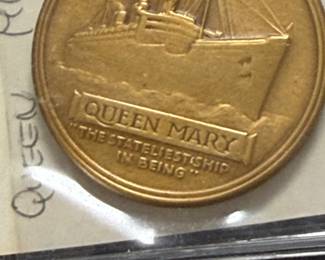 QUEEN MARY
"THE STATELIEST SHIP
IN BEING"
QUEEN